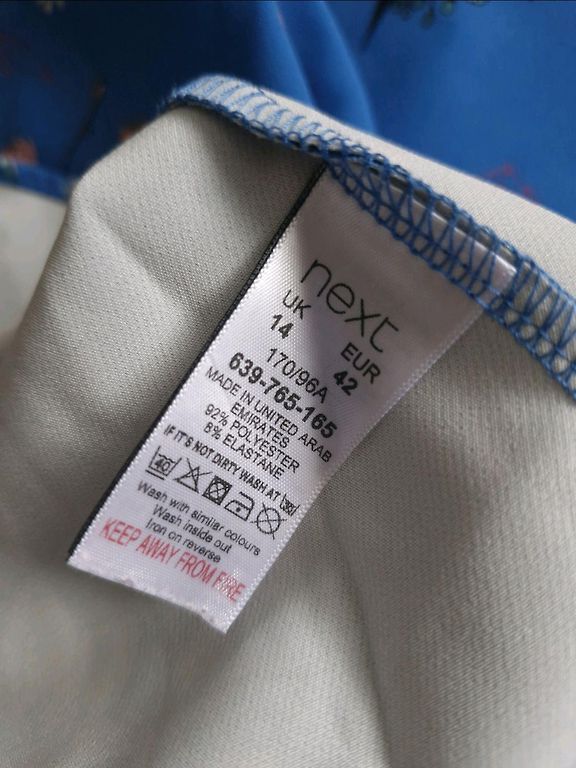 next
UK EUR
14 42
170/96A
639-765-165
MADE IN UNITED ARAB
EMIRATES
92% POLYESTER
8% ELASTANE
IF IT'S NOT DIRTY WASH AT 30
40
Wash with similar colours
Wash inside out
Iron on reverse
KEEP AWAY FROM FIRE